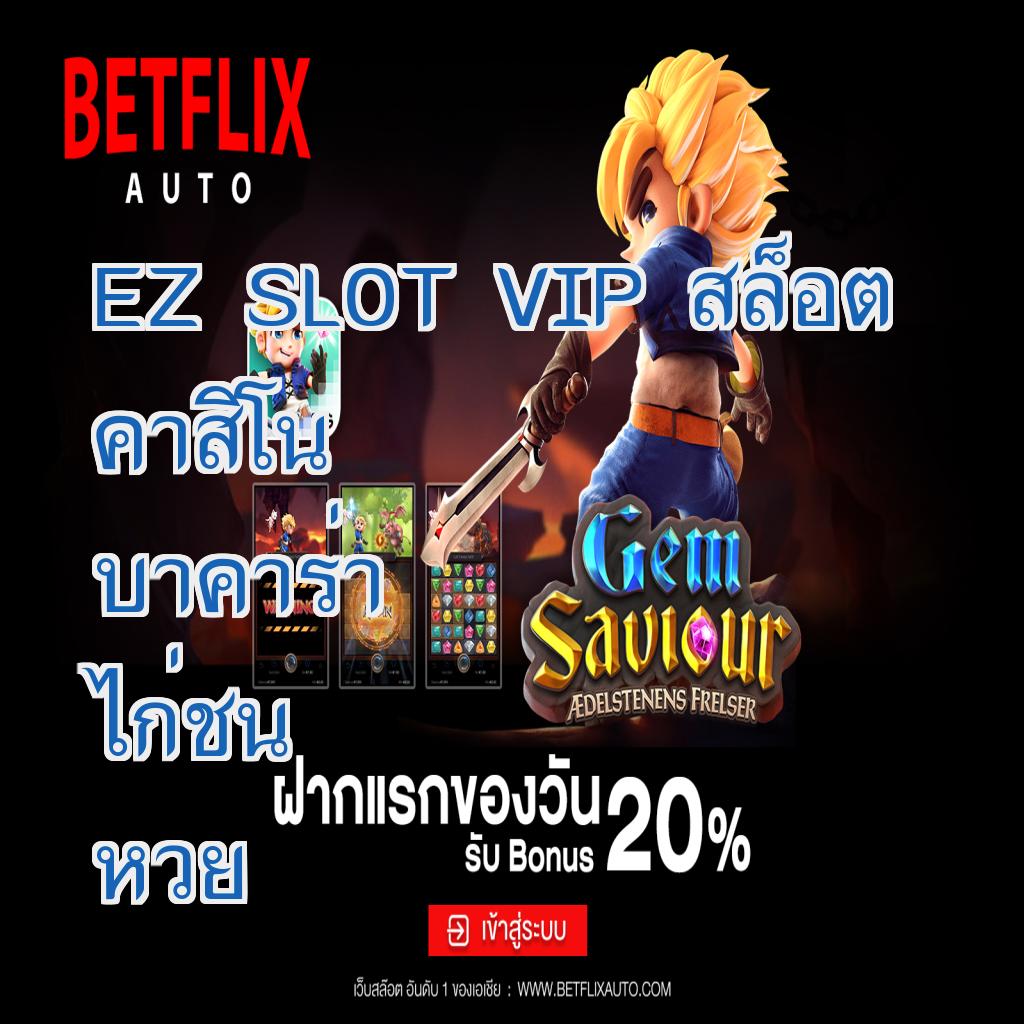 BETFLIX
AUTO
EZ SLOT VIP สล็อต
คาสิโน
บาคาร่า
ไก่ชน
หวย
Gem
Saviour
ÆDELSTENENS FRELSER
ฝากแรกของวัน 20%
รับ Bonus
เข้าสู่ระบบ
เว็บสล๊อต อันดับ 1 ของเอเชีย : WWW.BETFLIXAUTO.COM